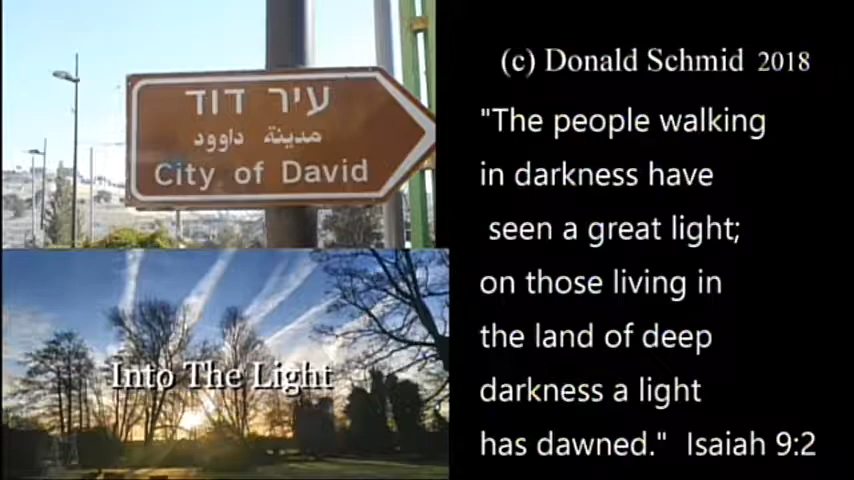 עיר דוד
مدينة داوود
City of David
Into The Light
(c) Donald Schmid 2018
"The people walking
in darkness have
seen a great light;
on those living in
the land of deep
darkness a light
has dawned." Isaiah 9:2